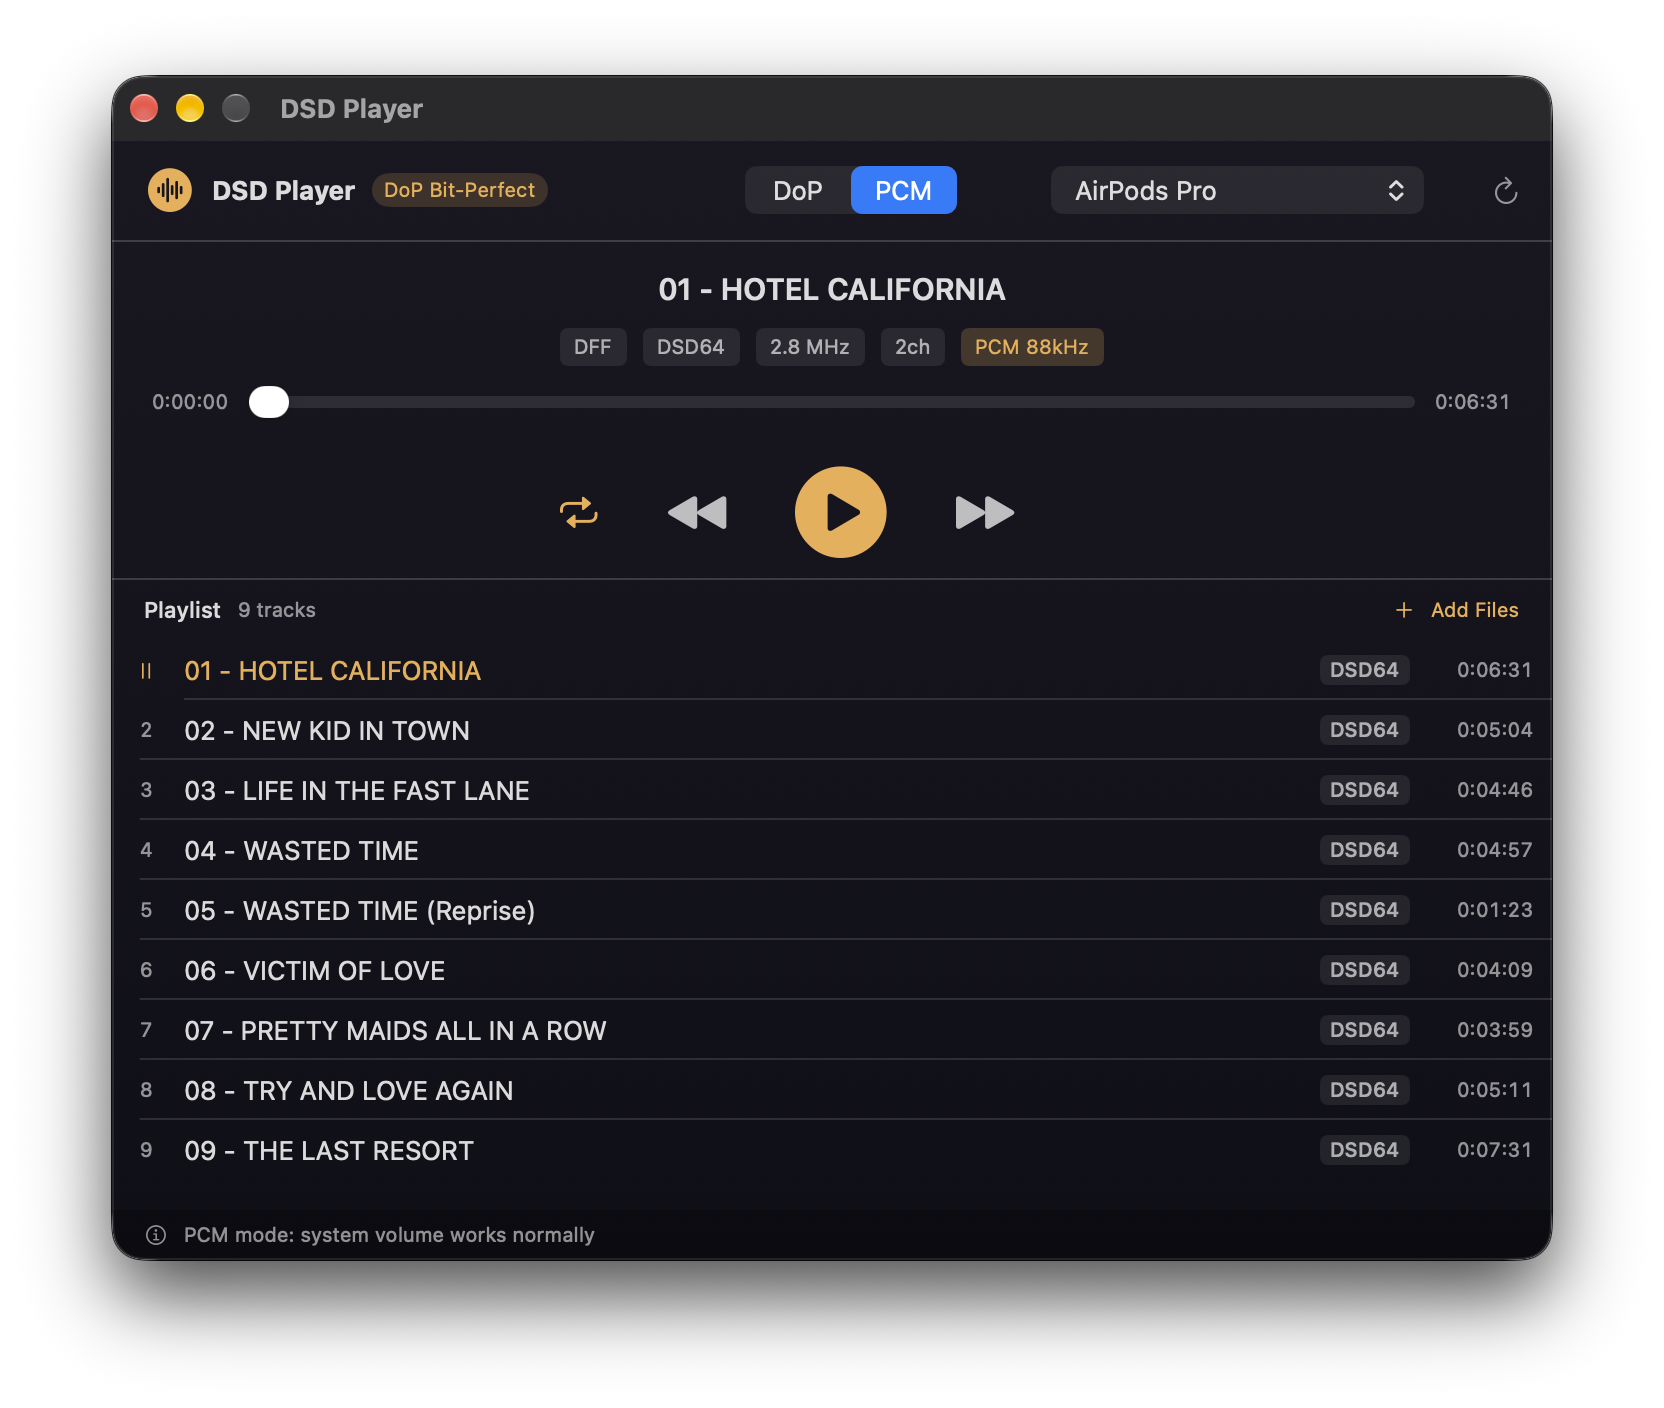 DSD Player
DSD Player DoP Bit-Perfect DoP PCM AirPods Pro
01 - HOTEL CALIFORNIA
DFF DSD64 2.8 MHz 2ch PCM 88kHz
0:00:00 0:06:31
Playlist 9 tracks + Add Files
01 - HOTEL CALIFORNIA DSD64 0:06:31
2 02 - NEW KID IN TOWN DSD64 0:05:04
3 03 - LIFE IN THE FAST LANE DSD64 0:04:46
4 04 - WASTED TIME DSD64 0:04:57
5 05 - WASTED TIME (Reprise) DSD64 0:01:23
6 06 - VICTIM OF LOVE DSD64 0:04:09
7 07 - PRETTY MAIDS ALL IN A ROW DSD64 0:03:59
8 08 - TRY AND LOVE AGAIN DSD64 0:05:11
9 09 - THE LAST RESORT DSD64 0:07:31
PCM mode: system volume works normally